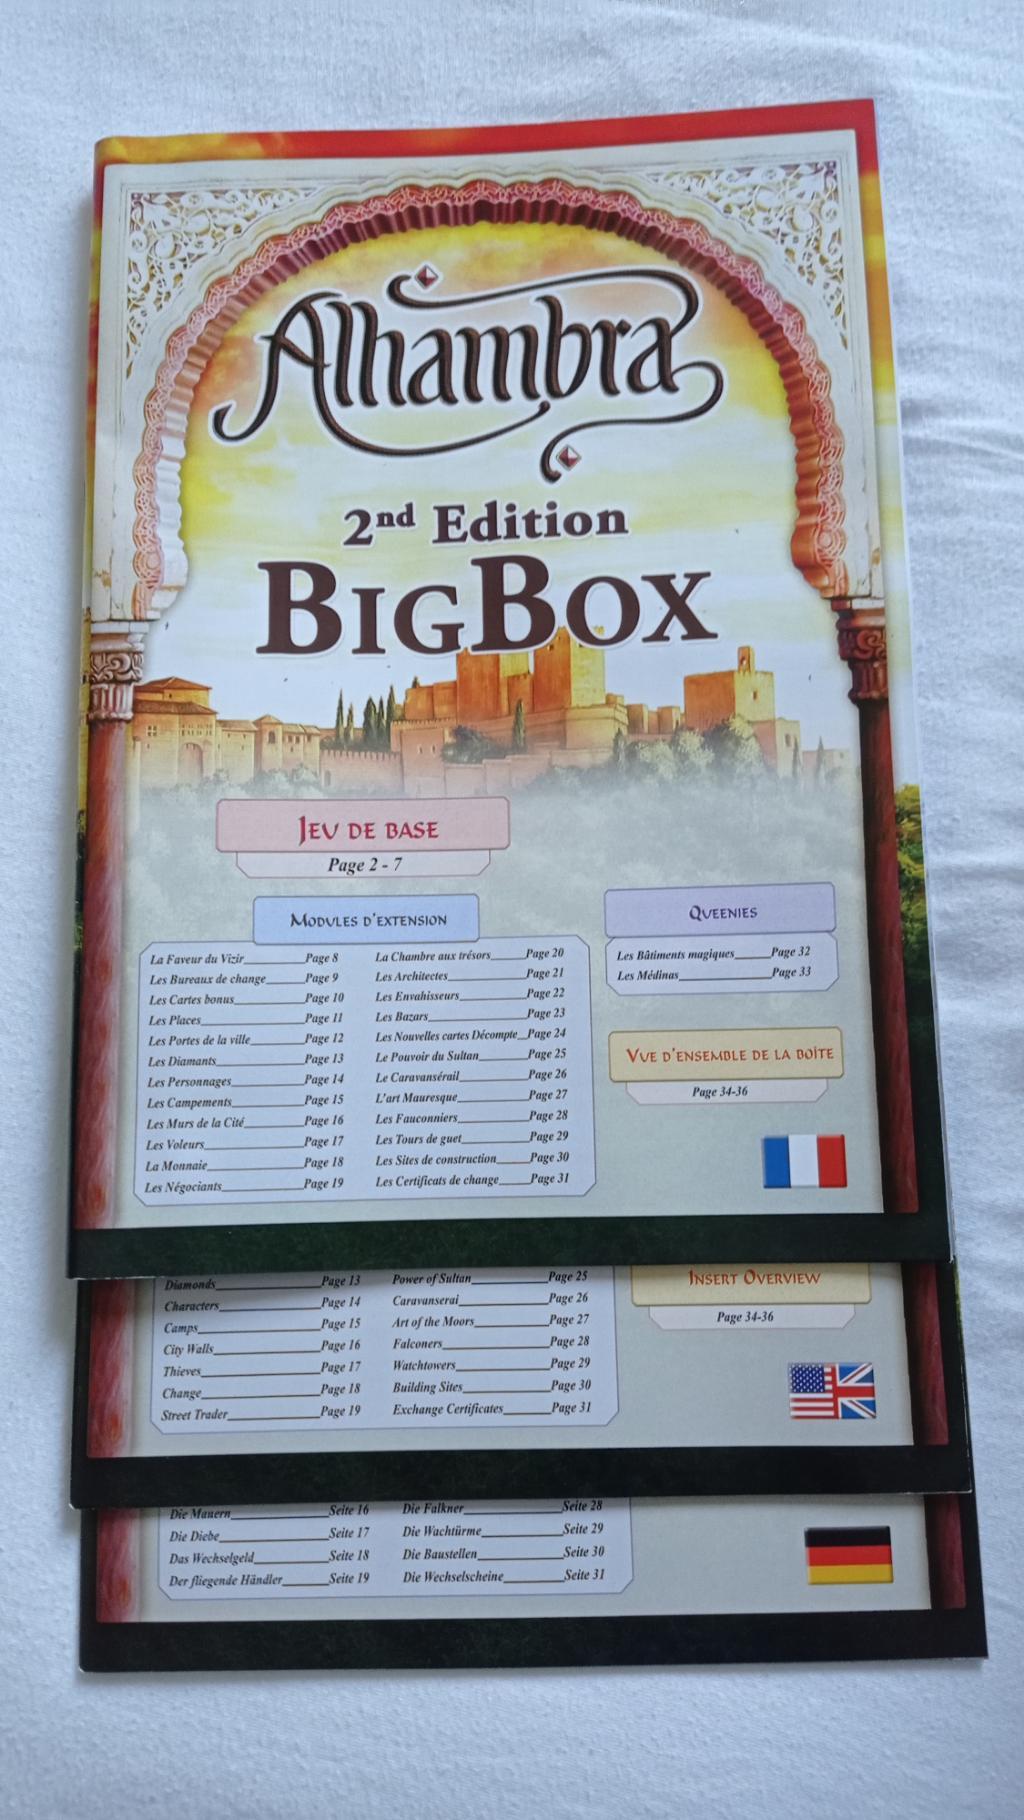 Alhambra
2nd Edition
BIGBOX
JEU DE BASE
Page 2 - 7
MODULES D'EXTENSION
La Faveur du Vizir Page 8
Les Bureaux de change Page 9
Les Cartes bonus Page 10
Les Places Page 11
Les Portes de la ville Page 12
Les Diamants Page 13
Les Personnages Page 14
Les Campements Page 15
Les Murs de la Cité Page 16
Les Voleurs Page 17
La Monnaie Page 18
Les Négociants Page 19
La Chambre aux trésors Page 20
Les Architectes Page 21
Les Envahisseurs Page 22
Les Bazars Page 23
Les Nouvelles cartes Décompte Page 24
Le Pouvoir du Sultan Page 25
Le Caravansérail Page 26
L'art Mauresque Page 27
Les Fauconniers Page 28
Les Tours de guet Page 29
Les Sites de construction Page 30
Les Certificats de change Page 31
QUEENIES
Les Bâtiments magiques Page 32
Les Médinas Page 33
VUE D'ENSEMBLE DE LA BOÎTE
Page 34-36
Diamonds Page 13
Characters Page 14
Camps Page 15
City Walls Page 16
Thieves Page 17
Change Page 18
Street Trader Page 19
Power of Sultan Page 25
Caravanserai Page 26
Art of the Moors Page 27
Falconers Page 28
Watchtowers Page 29
Building Sites Page 30
Exchange Certificates Page 31
INSERT OVERVIEW
Page 34-36
Die Mauern Seite 16
Die Diebe Seite 17
Das Wechselgeld Seite 18
Der fliegende Händler Seite 19
Die Falkner Seite 28
Die Wachtürme Seite 29
Die Baustellen Seite 30
Die Wechselscheine Seite 31